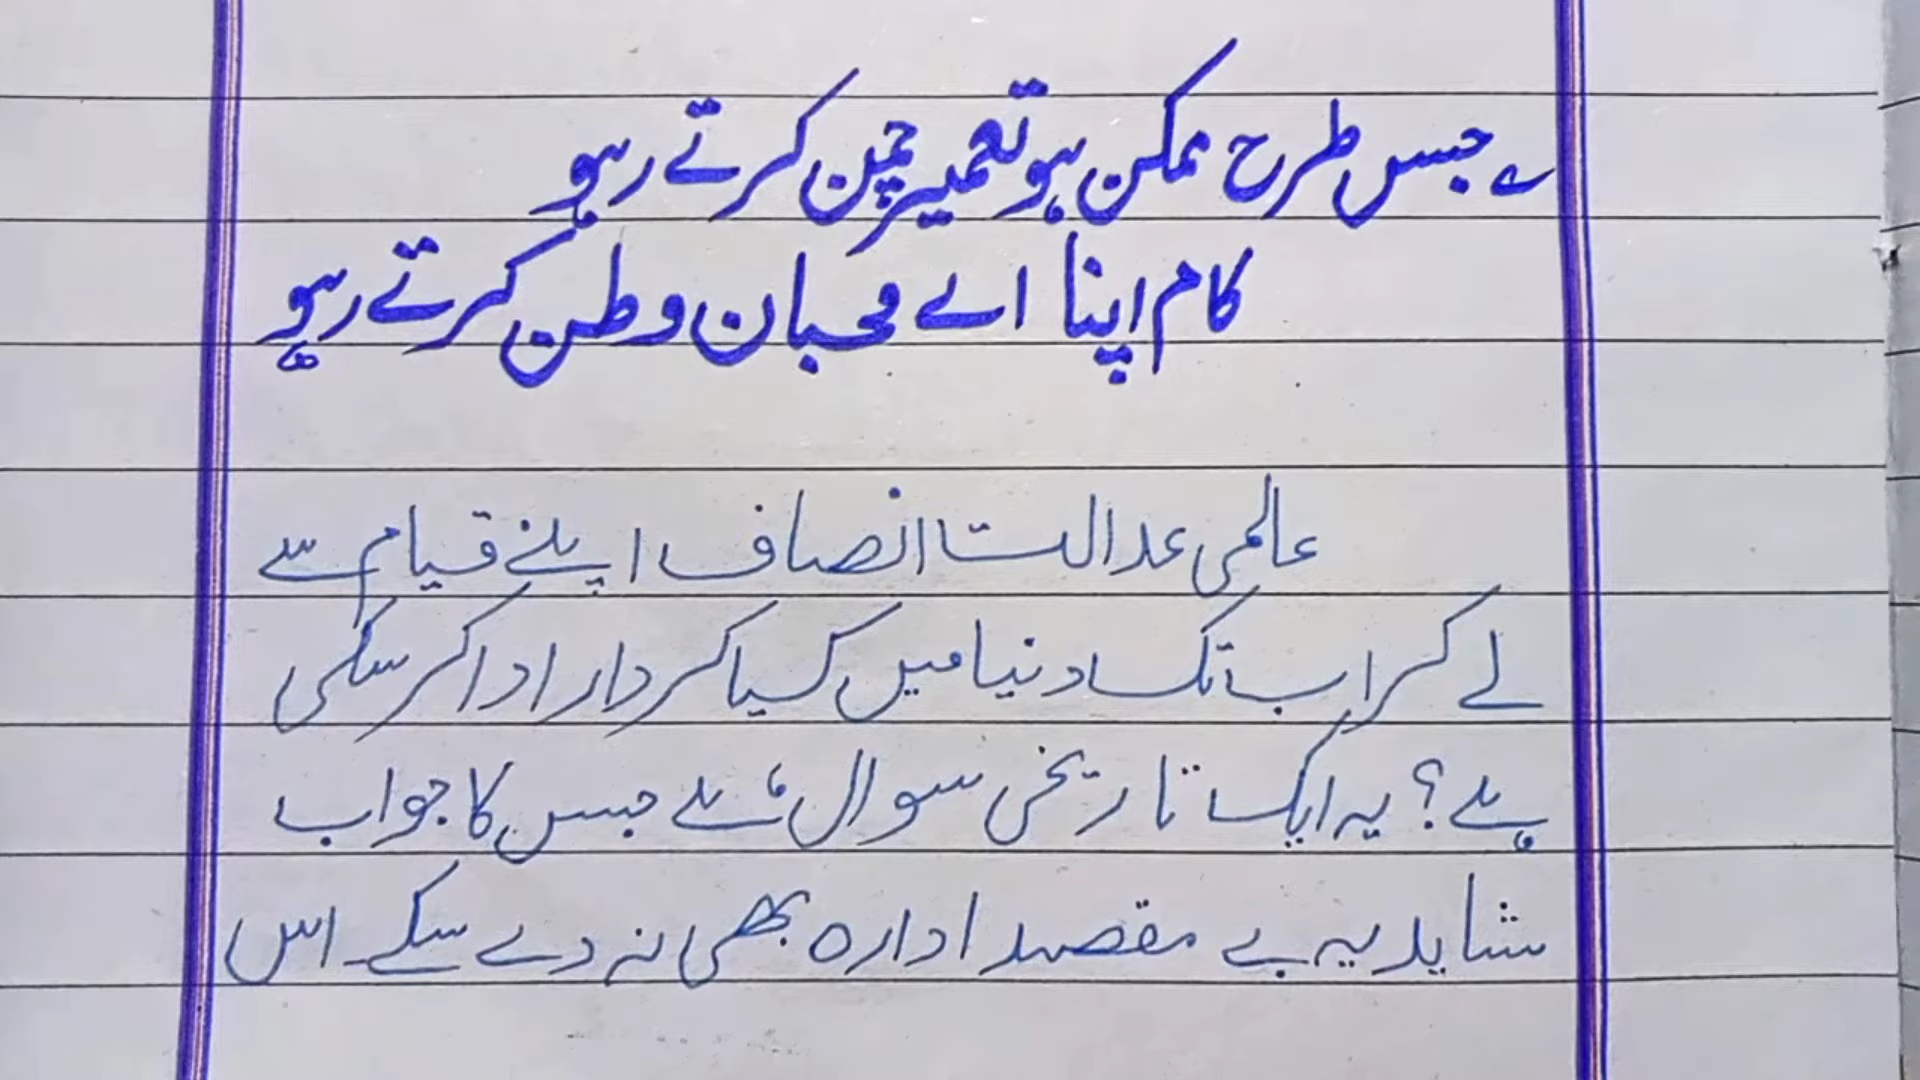 ؎ جس طرح ممکن ہو تعمیر چمن کرتے رہو
کام اپنا اے محبان وطن کرتے رہو
عالمی عدالت انصاف اپنے قیام سے
لے کر اب تک دنیا میں کیا کردار ادا کر سکی
ہے؟ یہ ایک تاریخی سوال ہے جس کا جواب
شاید یہ بے مقصد ادارہ بھی نہ دے سکے۔ اس